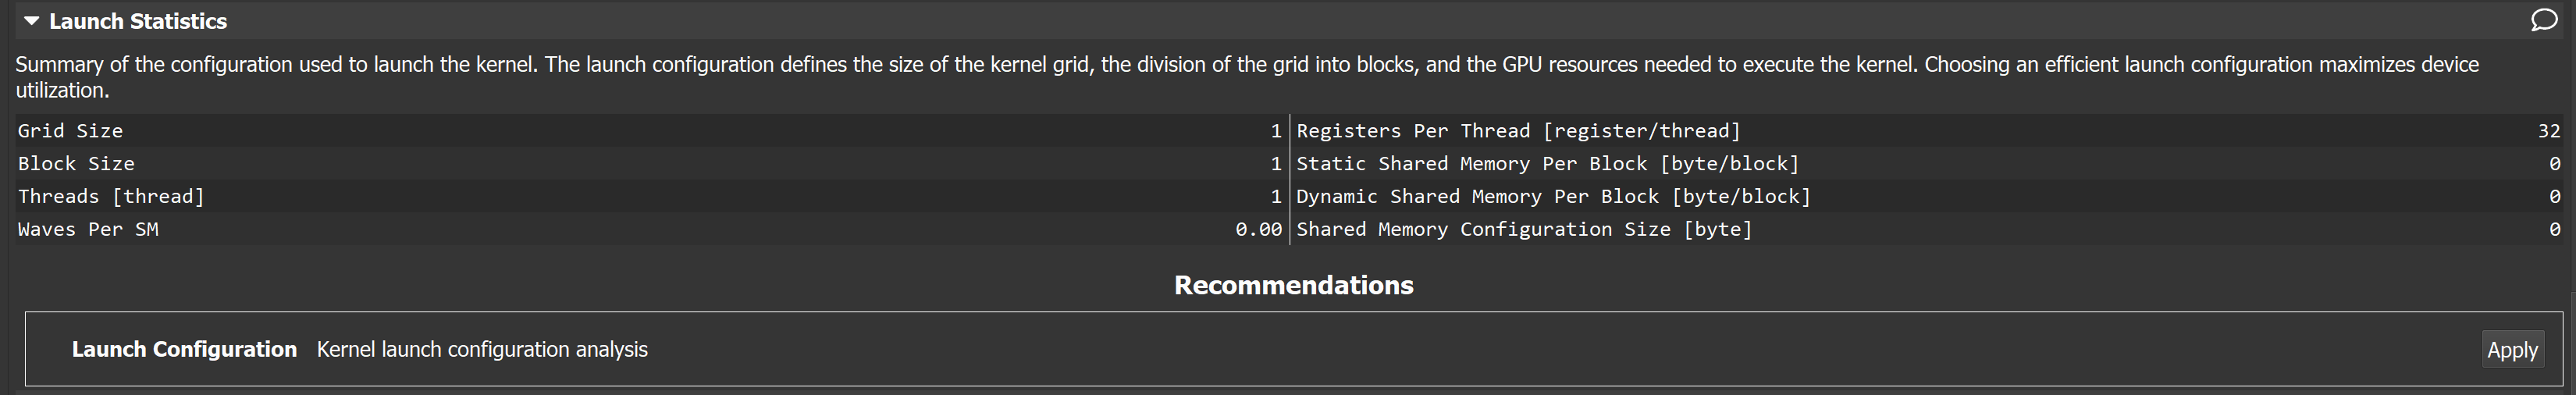 Launch Statistics
Summary of the configuration used to launch the kernel. The launch configuration defines the size of the kernel grid, the division of the grid into blocks, and the GPU resources needed to execute the kernel. Choosing an efficient launch configuration maximizes device
utilization.
Grid Size 1 Registers Per Thread [register/thread] 32
Block Size 1 Static Shared Memory Per Block [byte/block] 0
Threads [thread] 1 Dynamic Shared Memory Per Block [byte/block] 0
Waves Per SM 0.00 Shared Memory Configuration Size [byte] 0
Recommendations
Launch Configuration Kernel launch configuration analysis Apply